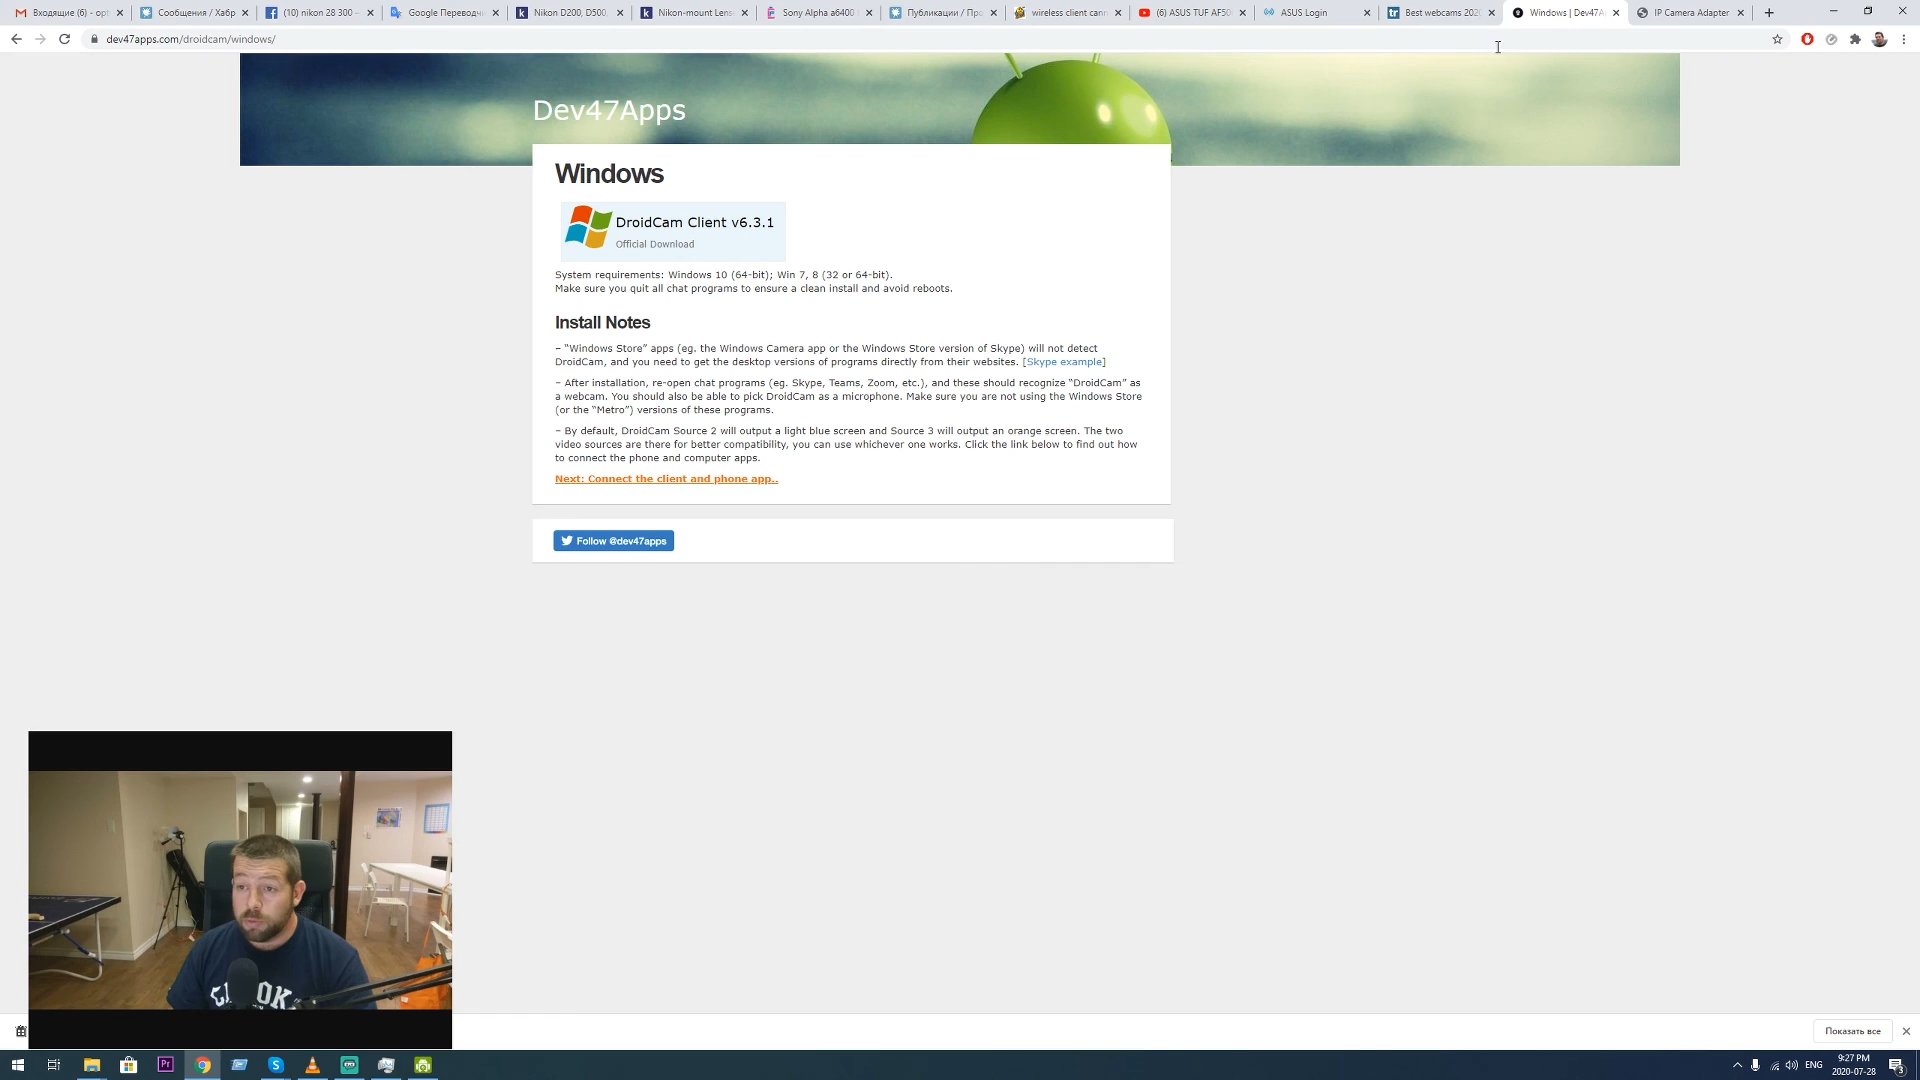 Входящие (6) - opt
Сообщения / Хабр
(10) nikon 28 300 –
Google Переводчи
Nikon D200, D500,
Nikon-mount Lens
Sony Alpha a6400
Публикации / Про
wireless client cann
(6) ASUS TUF AF50
ASUS Login
Best webcams 2020
Windows | Dev47A
IP Camera Adapter
dev47apps.com/droidcam/windows/
Dev47Apps
Windows
DroidCam Client v6.3.1
Official Download
System requirements: Windows 10 (64-bit); Win 7, 8 (32 or 64-bit).
Make sure you quit all chat programs to ensure a clean install and avoid reboots.
Install Notes
– “Windows Store” apps (eg. the Windows Camera app or the Windows Store version of Skype) will not detect
DroidCam, and you need to get the desktop versions of programs directly from their websites. [Skype example]
– After installation, re-open chat programs (eg. Skype, Teams, Zoom, etc.), and these should recognize “DroidCam” as
a webcam. You should also be able to pick DroidCam as a microphone. Make sure you are not using the Windows Store
(or the “Metro”) versions of these programs.
– By default, DroidCam Source 2 will output a light blue screen and Source 3 will output an orange screen. The two
video sources are there for better compatibility, you can use whichever one works. Click the link below to find out how
to connect the phone and computer apps.
Next: Connect the client and phone app..
Follow @dev47apps
Показать все
Pr
ENG
9:27 PM
2020-07-28
3